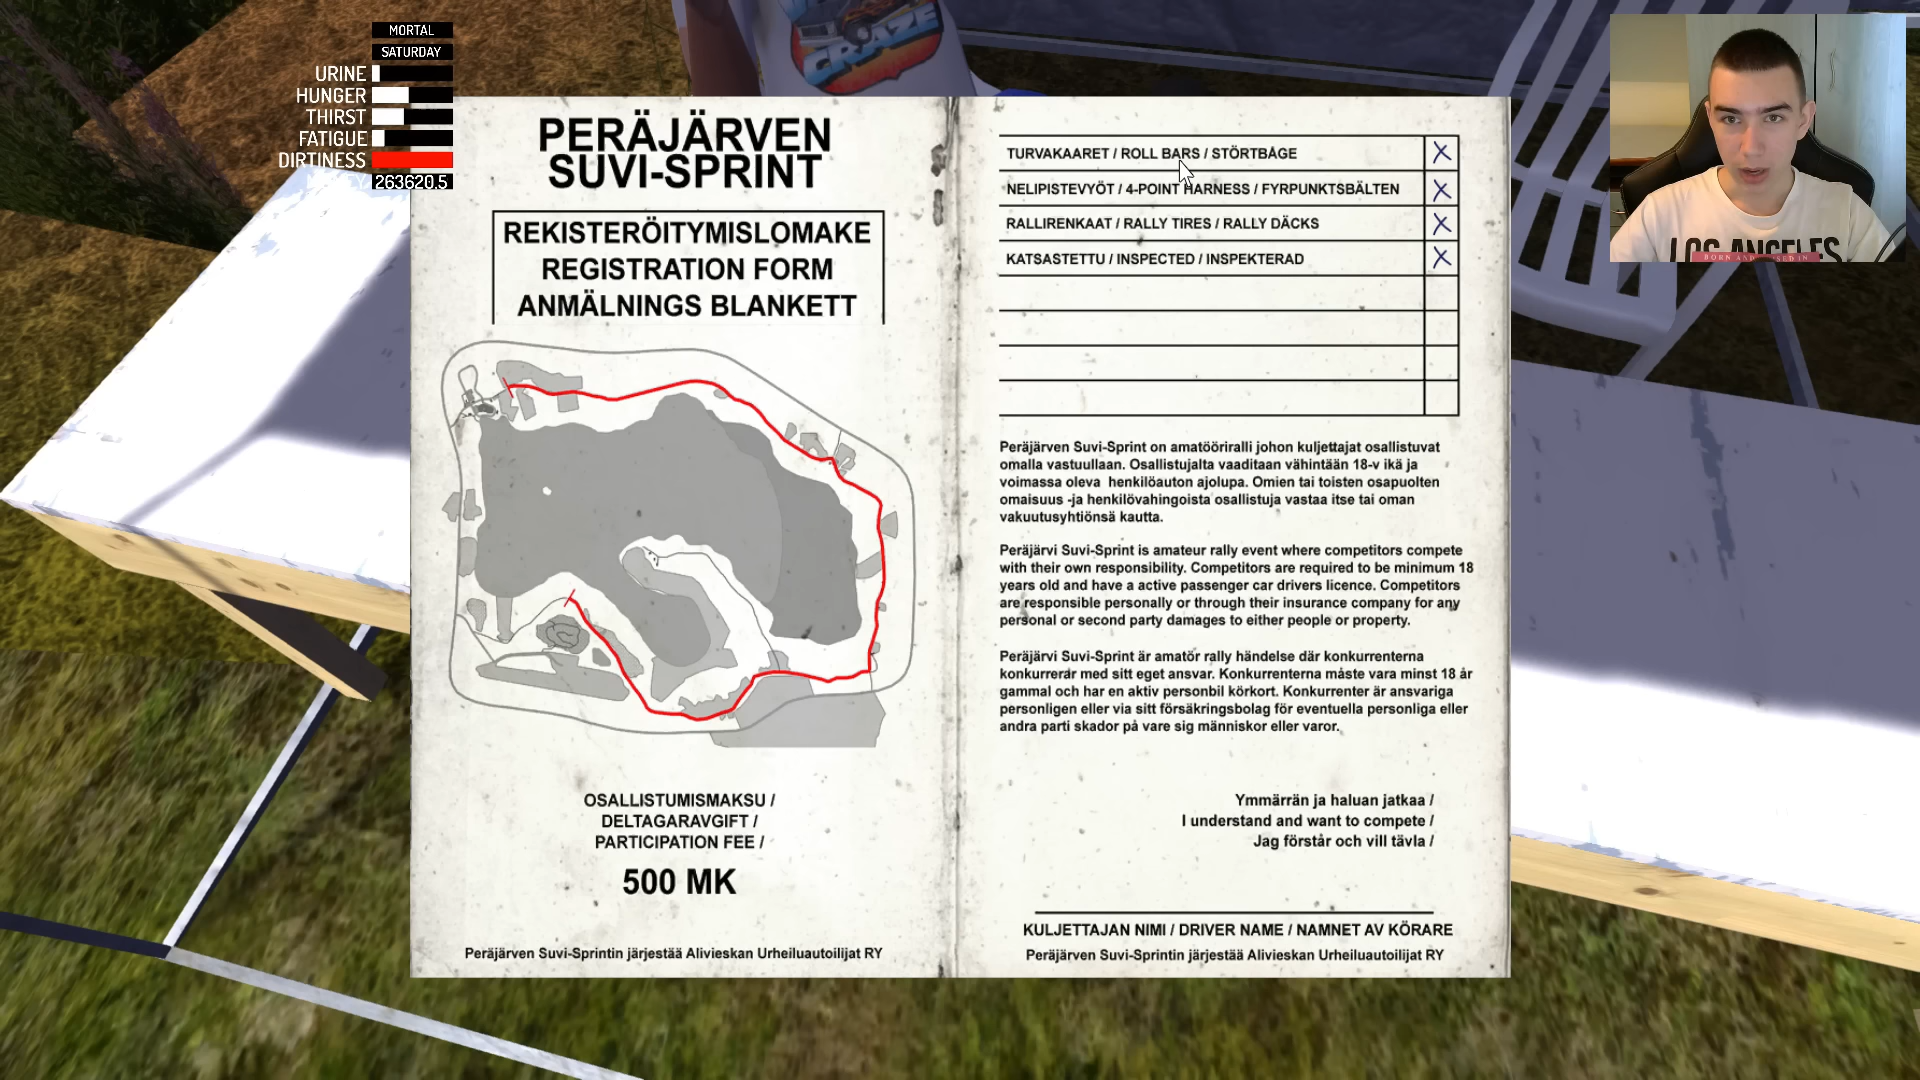 MORTAL
SATURDAY
URINE
HUNGER
THIRST
FATIGUE
DIRTINESS
263620.5
CRAZE
PERÄJÄRVEN
SUVI-SPRINT
REKISTERÖITYMISLOMAKE
REGISTRATION FORM
ANMÄLNINGS BLANKETT
OSALLISTUMISMAKSU /
DELTAGARAVGIFT /
PARTICIPATION FEE /
500 MK
Peräjärven Suvi-Sprintin järjestää Alivieskan Urheiluautoilijat RY
TURVAKAARET / ROLL BARS / STÖRTBÅGE X
NELIPISTEVYÖT / 4-POINT HARNESS / FYRPUNKTSBÄLTEN X
RALLIRENKAAT / RALLY TIRES / RALLY DÄCKS X
KATSASTETTU / INSPECTED / INSPEKTERAD X
Peräjärven Suvi-Sprint on amatööriralli johon kuljettajat osallistuvat
omalla vastuullaan. Osallistujalta vaaditaan vähintään 18-v ikä ja
voimassa oleva henkilöauton ajolupa. Omien tai toisten osapuolten
omaisuus -ja henkilövahingoista osallistuja vastaa itse tai oman
vakuutusyhtiönsä kautta.
Peräjärvi Suvi-Sprint is amateur rally event where competitors compete
with their own responsibility. Competitors are required to be minimum 18
years old and have a active passenger car drivers licence. Competitors
are responsible personally or through their insurance company for any
personal or second party damages to either people or property.
Peräjärvi Suvi-Sprint är amatör rally händelse där konkurrenterna
konkurrerär med sitt eget ansvar. Konkurrenterna måste vara minst 18 år
gammal och har en aktiv personbil körkort. Konkurrenter är ansvariga
personligen eller via sitt försäkringsbolag för eventuella personliga eller
andra parti skador på vare sig människor eller varor.
Ymmärrän ja haluan jatkaa /
I understand and want to compete /
Jag förstår och vill tävla /
KULJETTAJAN NIMI / DRIVER NAME / NAMNET AV KÖRARE
Peräjärven Suvi-Sprintin järjestää Alivieskan Urheiluautoilijat RY
LOS ANGELES